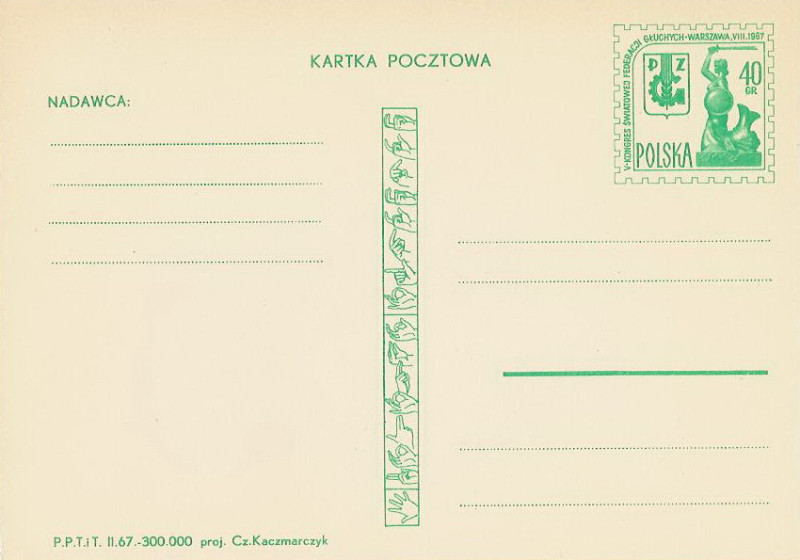 KARTKA POCZTOWA
NADAWCA:
V-KONGRES ŚWIATOWEJ FEDERACJI GŁUCHYCH-WARSZAWA, VIII.1967
P Z
G
40
GR
POLSKA
P.P.T.iT. II.67.-300.000 proj. Cz.Kaczmarczyk